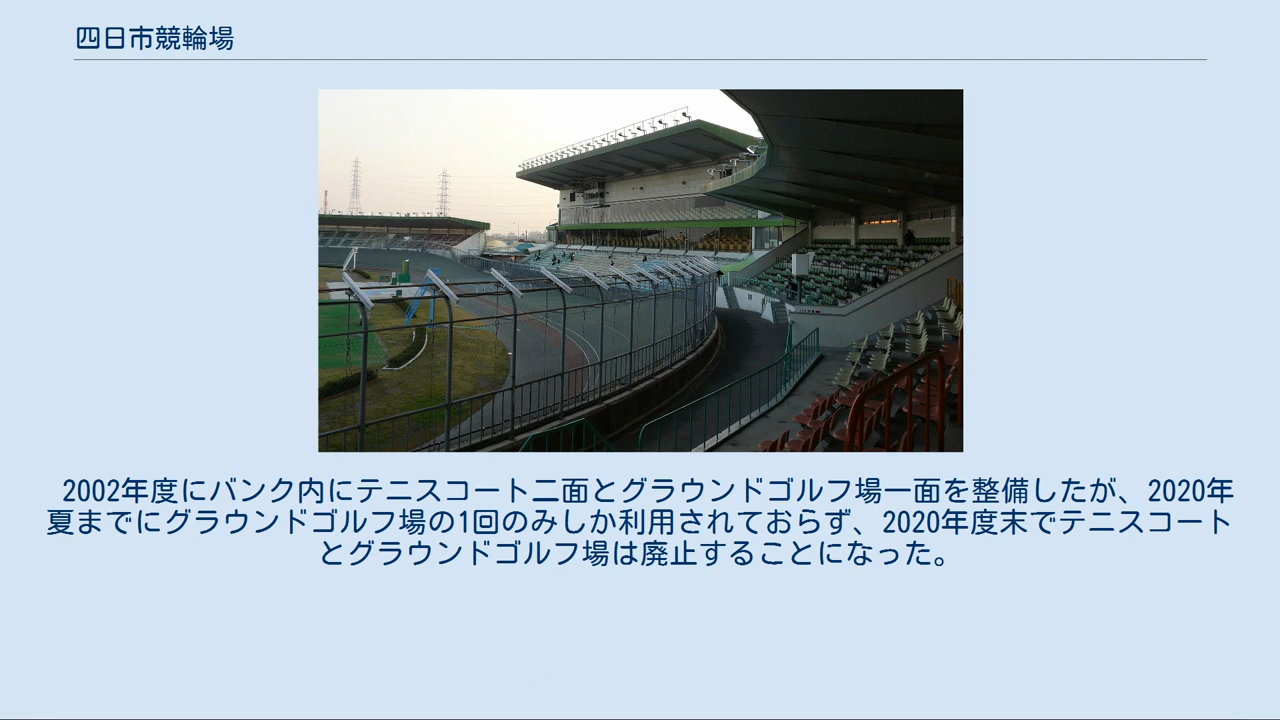 四日市競輪場
2002年度にバンク内にテニスコート二面とグラウンドゴルフ場一面を整備したが、2020年
夏までにグラウンドゴルフ場の1回のみしか利用されておらず、2020年度末でテニスコート
とグラウンドゴルフ場は廃止することになった。